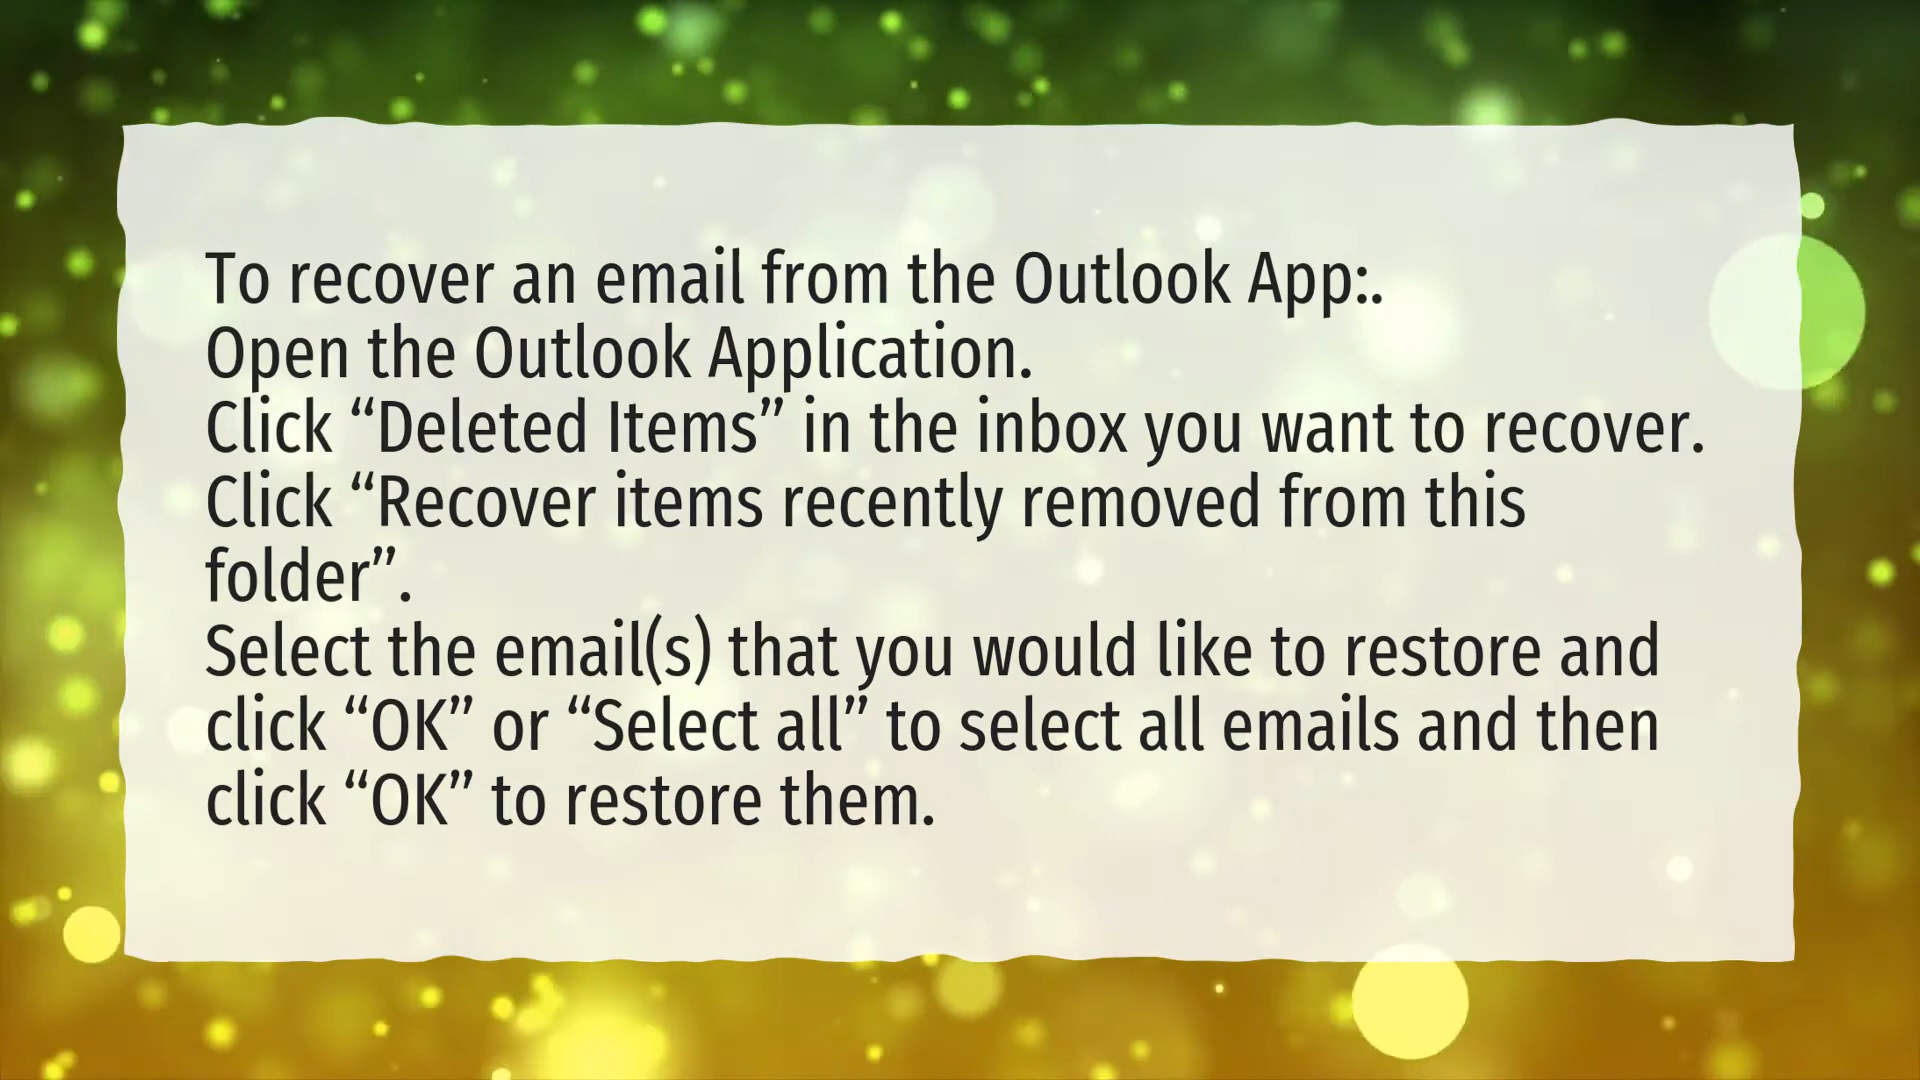 To recover an email from the Outlook App:.
Open the Outlook Application.
Click “Deleted Items” in the inbox you want to recover.
Click “Recover items recently removed from this
folder”.
Select the email(s) that you would like to restore and
click “OK” or “Select all” to select all emails and then
click “OK” to restore them.